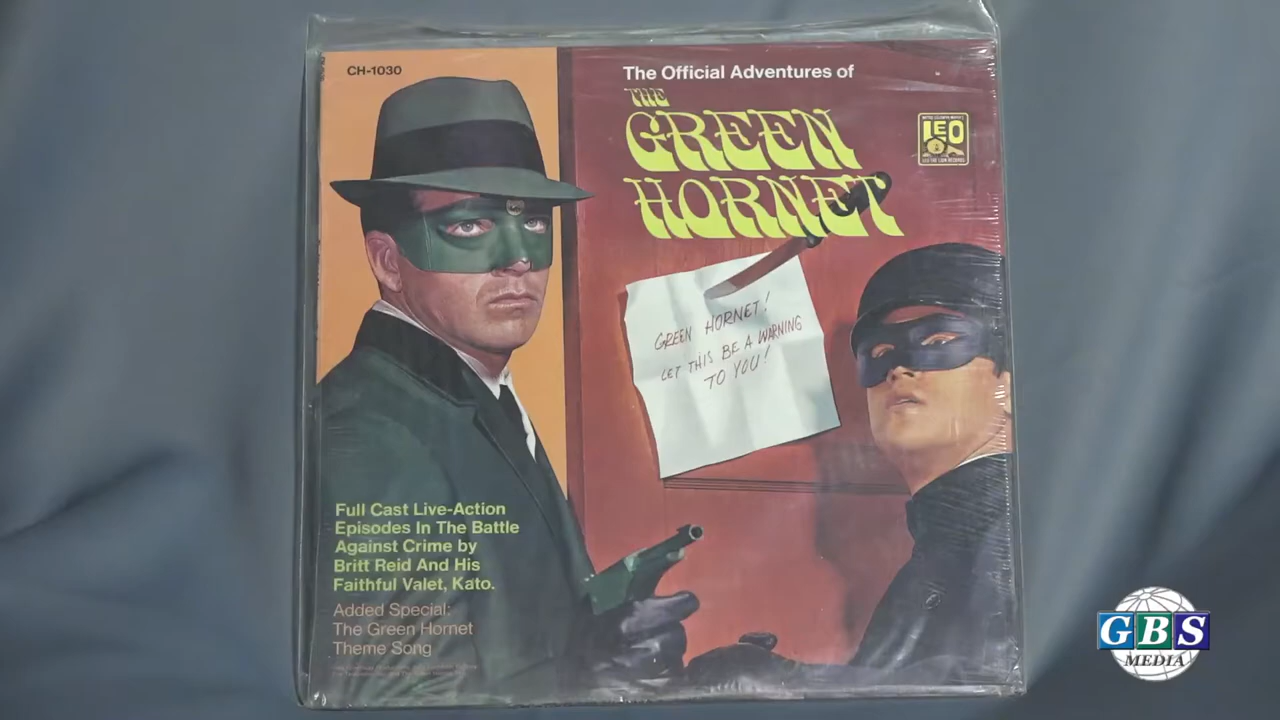 CH-1030
The Official Adventures of
THE
GREEN
HORNET
LEO
GREEN HORNET!
LET THIS BE A WARNING
TO YOU!
Full Cast Live-Action
Episodes In The Battle
Against Crime by
Britt Reid And His
Faithful Valet, Kato.
Added Special:
The Green Hornet
Theme Song
GBS
MEDIA